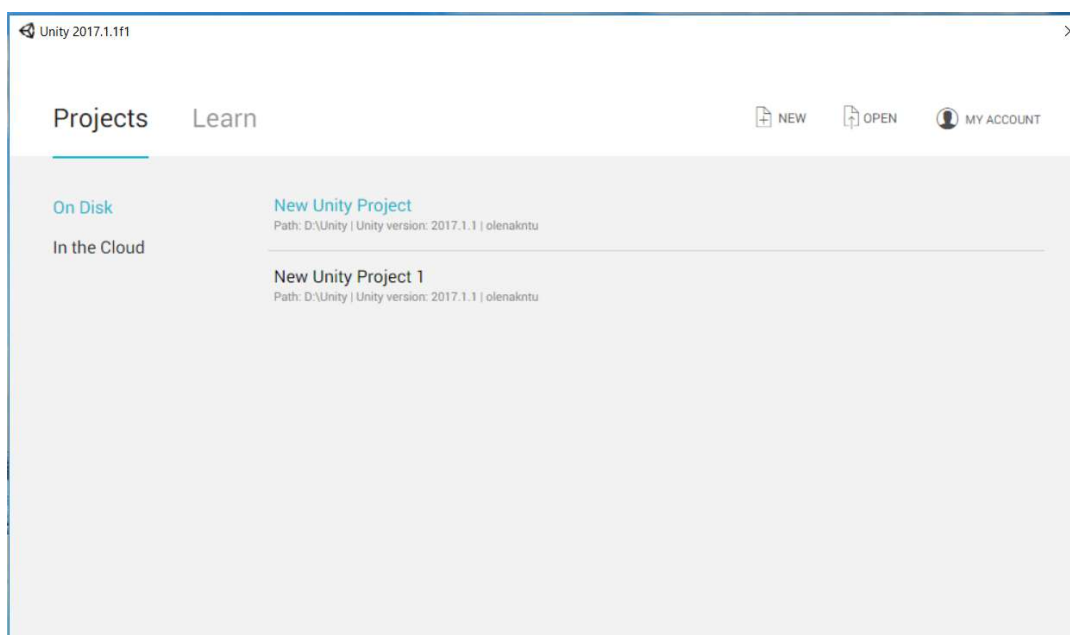 Unity 2017.1.1f1
Projects Learn NEW OPEN MY ACCOUNT
On Disk
In the Cloud
New Unity Project
Path: D:\Unity | Unity version: 2017.1.1 | olenakntu
New Unity Project 1
Path: D:\Unity | Unity version: 2017.1.1 | olenakntu